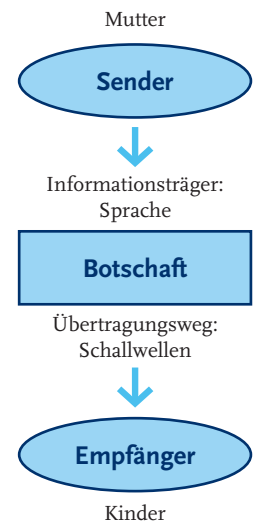 Mutter
Sender
Informationsträger:
Sprache
Botschaft
Übertragungsweg:
Schallwellen
Empfänger
Kinder